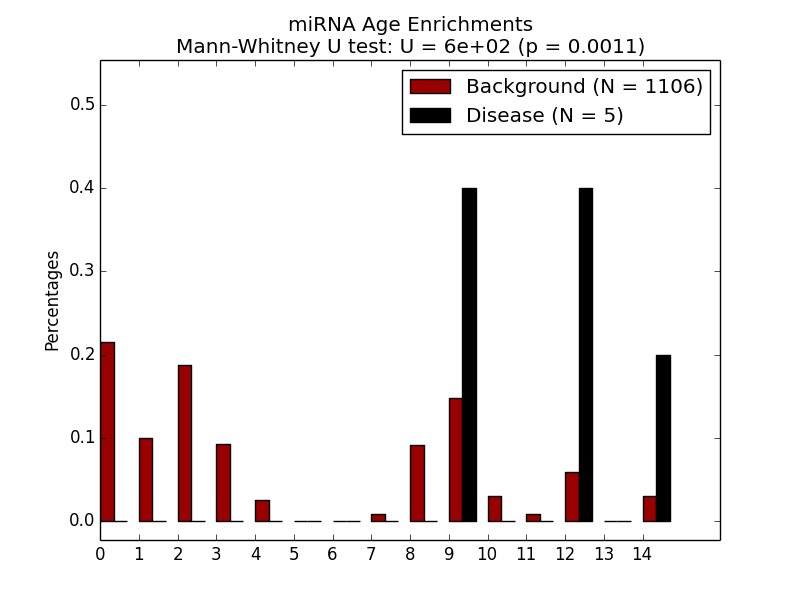 miRNA Age Enrichments
Mann-Whitney U test: U = 6e+02 (p = 0.0011)
Background (N = 1106)
Disease (N = 5)
Percentages
0.5
0.4
0.3
0.2
0.1
0.0
0 1 2 3 4 5 6 7 8 9 10 11 12 13 14